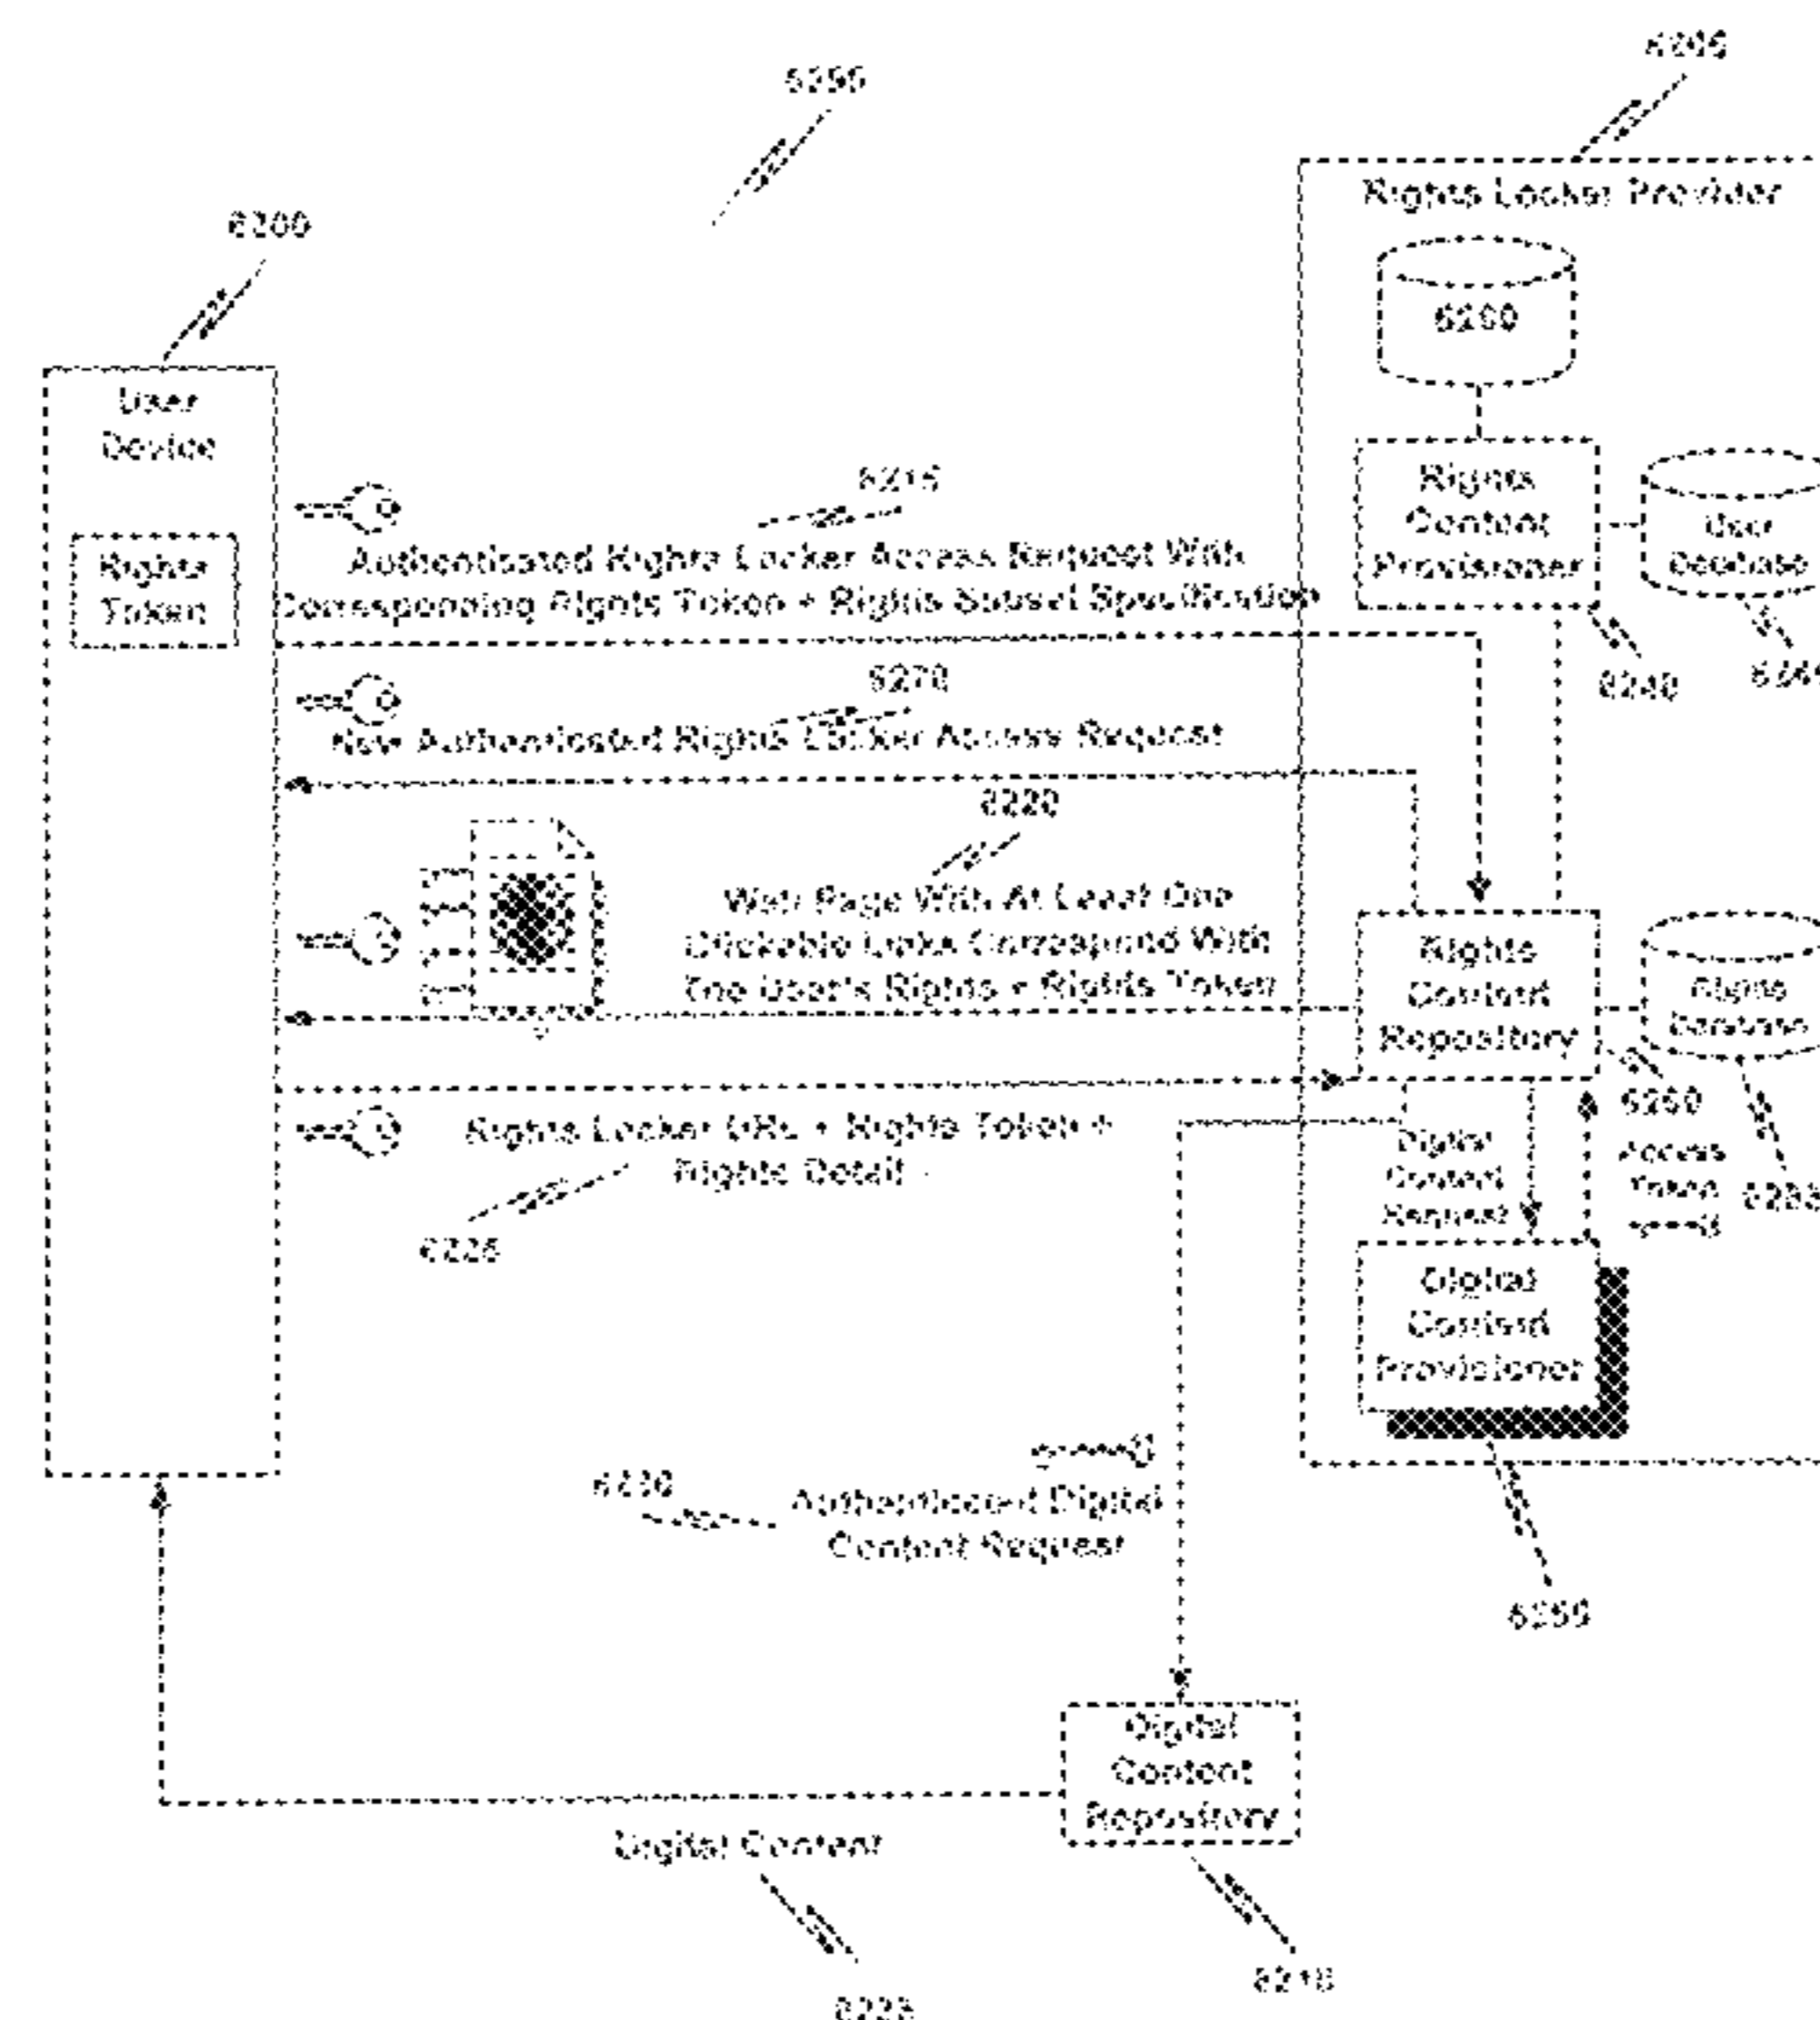 6205
Rights Locker Provider
6200
User
Device
Rights
Token
6215
Authenticated Rights Locker Access Request With
Corresponding Rights Token + Rights Subset Specification
6270
New Authenticated Rights Locker Access Request
6220
Web Page With At Least One
Clickable Links Correspond With
The User's Rights + Rights Token
Rights Locker URL + Rights Token +
Rights Detail
6225
Rights
Content
Provisioner
User
Database
6240
Rights
Content
Repository
Rights
Database
Digital
Content
Request
Access
Token
Digital
Content
Provisioner
6230
Authenticated Digital
Content Request
Digital
Content
Repository
Digital Content
6210